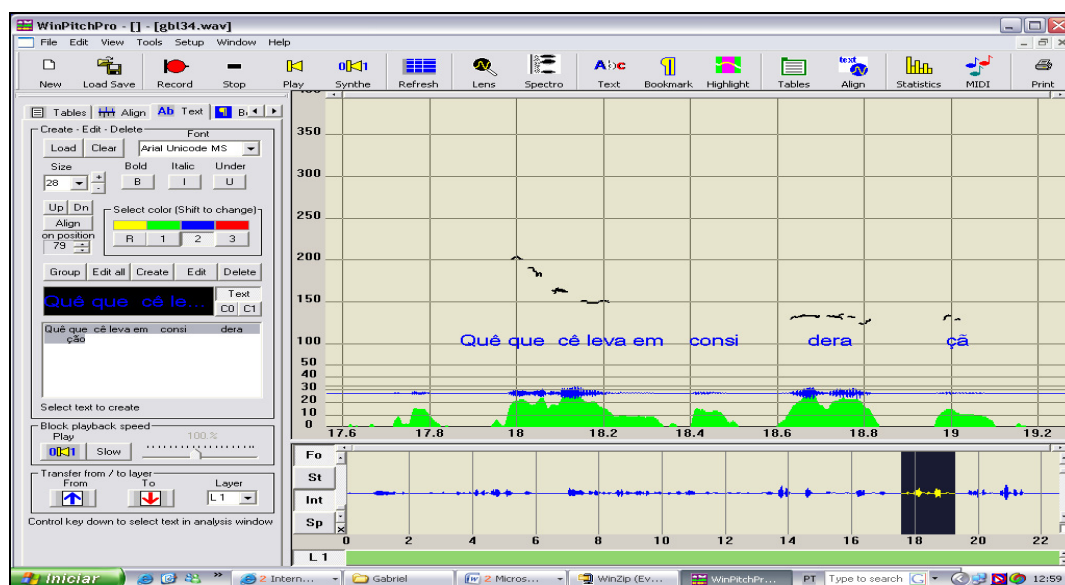 WinPitchPro - [] - [gbl34.wav]
File Edit View Tools Setup Window Help
New Load Save Record Stop Play Synthe Refresh Lens Spectro Text Bookmark Highlight Tables Align Statistics MIDI Print
Tables Align Ab Text
Create - Edit - Delete
Font
Load Clear Arial Unicode MS
Size Bold Italic Under
28 + - B I U
Up Dn Select color (Shift to change)
Align
on position R 1 2 3
79
Group Edit all Create Edit Delete
Quê que cê le... Text
C0 C1
Quê que cê leva em consi dera
ção
Select text to create
Block playback speed
Play 100 %
Slow
Transfer from / to layer
From To Layer
L 1
Control key down to select text in analysis window
350
300
250
200
150
Quê que cê leva em consi dera çã
100
50
40
30
20
10
0
17.6 17.8 18 18.2 18.4 18.6 18.8 19 19.2
Fo
St
Int
Sp
0 2 4 6 8 10 12 14 16 18 20 22
L 1
Iniciar » 2 Intern... Gabriel 2 Micros... WinZip (Ev... WinPitchPr... PT Type to search 12:59